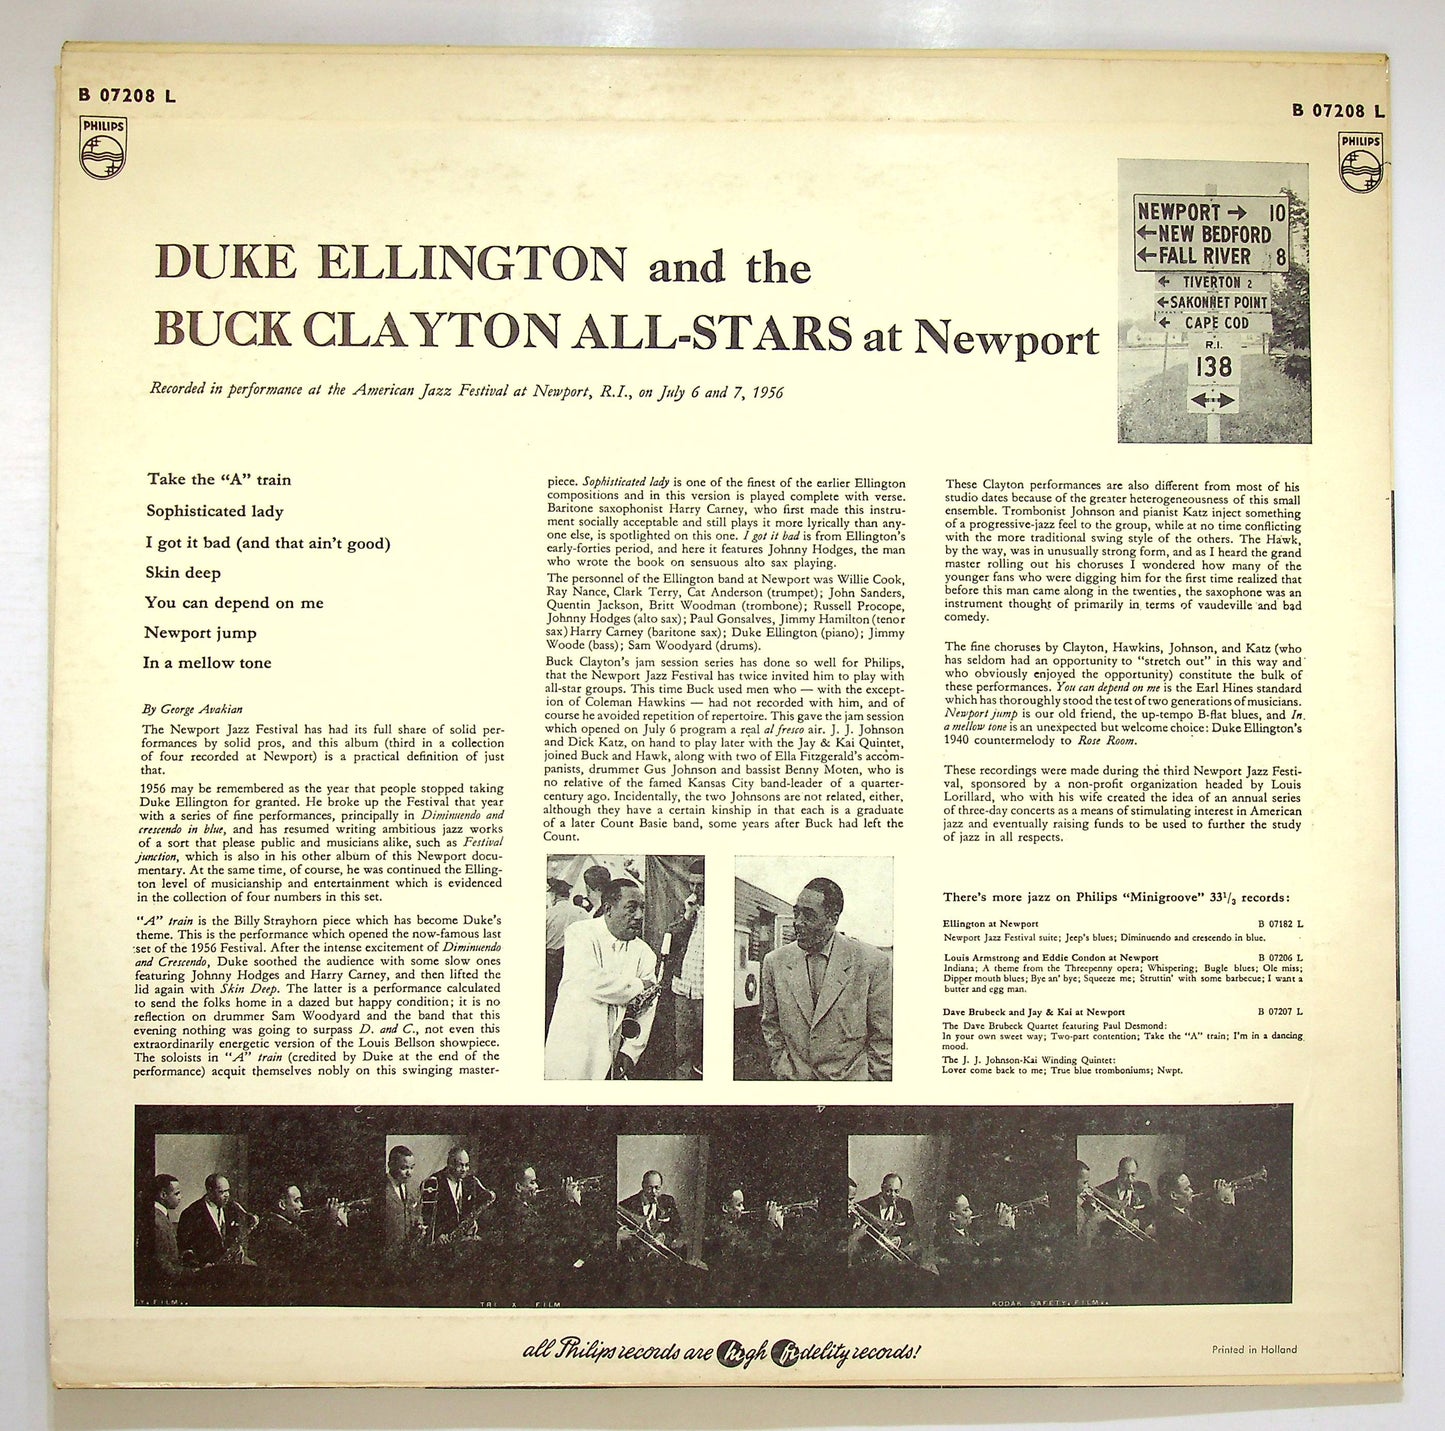 B 07208 L
PHILIPS
B 07208 L
PHILIPS
NEWPORT → 10
←NEW BEDFORD
←FALL RIVER 8
← TIVERTON 2
←SAKONNET POINT
← CAPE COD
R.I.
138
←·→
DUKE ELLINGTON and the
BUCK CLAYTON ALL-STARS at Newport
Recorded in performance at the American Jazz Festival at Newport, R.I., on July 6 and 7, 1956
Take the “A” train
Sophisticated lady
I got it bad (and that ain’t good)
Skin deep
You can depend on me
Newport jump
In a mellow tone
By George Avakian
The Newport Jazz Festival has had its full share of solid per-
formances by solid pros, and this album (third in a collection
of four recorded at Newport) is a practical definition of just
that.
1956 may be remembered as the year that people stopped taking
Duke Ellington for granted. He broke up the Festival that year
with a series of fine performances, principally in Diminuendo and
crescendo in blue, and has resumed writing ambitious jazz works
of a sort that please public and musicians alike, such as Festival
junction, which is also in his other album of this Newport docu-
mentary. At the same time, of course, he was continued the Elling-
ton level of musicianship and entertainment which is evidenced
in the collection of four numbers in this set.
“A” train is the Billy Strayhorn piece which has become Duke’s
theme. This is the performance which opened the now-famous last
set of the 1956 Festival. After the intense excitement of Diminuendo
and Crescendo, Duke soothed the audience with some slow ones
featuring Johnny Hodges and Harry Carney, and then lifted the
lid again with Skin Deep. The latter is a performance calculated
to send the folks home in a dazed but happy condition; it is no
reflection on drummer Sam Woodyard and the band that this
evening nothing was going to surpass D. and C., not even this
extraordinarily energetic version of the Louis Bellson showpiece.
The soloists in “A” train (credited by Duke at the end of the
performance) acquit themselves nobly on this swinging master-
piece. Sophisticated lady is one of the finest of the earlier Ellington
compositions and in this version is played complete with verse.
Baritone saxophonist Harry Carney, who first made this instru-
ment socially acceptable and still plays it more lyrically than any-
one else, is spotlighted on this one. I got it bad is from Ellington’s
early-forties period, and here it features Johnny Hodges, the man
who wrote the book on sensuous alto sax playing.
The personnel of the Ellington band at Newport was Willie Cook,
Ray Nance, Clark Terry, Cat Anderson (trumpet); John Sanders,
Quentin Jackson, Britt Woodman (trombone); Russell Procope,
Johnny Hodges (alto sax); Paul Gonsalves, Jimmy Hamilton (tenor
sax) Harry Carney (baritone sax); Duke Ellington (piano); Jimmy
Woode (bass); Sam Woodyard (drums).
Buck Clayton’s jam session series has done so well for Philips,
that the Newport Jazz Festival has twice invited him to play with
all-star groups. This time Buck used men who — with the except-
ion of Coleman Hawkins — had not recorded with him, and of
course he avoided repetition of repertoire. This gave the jam session
which opened on July 6 program a real al fresco air. J. J. Johnson
and Dick Katz, on hand to play later with the Jay & Kai Quintet,
joined Buck and Hawk, along with two of Ella Fitzgerald’s accom-
panists, drummer Gus Johnson and bassist Benny Moten, who is
no relative of the famed Kansas City band-leader of a quarter-
century ago. Incidentally, the two Johnsons are not related, either,
although they have a certain kinship in that each is a graduate
of a later Count Basie band, some years after Buck had left the
Count.
These Clayton performances are also different from most of his
studio dates because of the greater heterogeneousness of this small
ensemble. Trombonist Johnson and pianist Katz inject something
of a progressive-jazz feel to the group, while at no time conflicting
with the more traditional swing style of the others. The Hawk,
by the way, was in unusually strong form, and as I heard the grand
master rolling out his choruses I wondered how many of the
younger fans who were digging him for the first time realized that
before this man came along in the twenties, the saxophone was an
instrument thought of primarily in terms of vaudeville and bad
comedy.
The fine choruses by Clayton, Hawkins, Johnson, and Katz (who
has seldom had an opportunity to “stretch out” in this way and
who obviously enjoyed the opportunity) constitute the bulk of
these performances. You can depend on me is the Earl Hines standard
which has thoroughly stood the test of two generations of musicians.
Newport jump is our old friend, the up-tempo B-flat blues, and In
a mellow tone is an unexpected but welcome choice: Duke Ellington’s
1940 countermelody to Rose Room.
These recordings were made during the third Newport Jazz Festi-
val, sponsored by a non-profit organization headed by Louis
Lorillard, who with his wife created the idea of an annual series
of three-day concerts as a means of stimulating interest in American
jazz and eventually raising funds to be used to further the study
of jazz in all respects.
There’s more jazz on Philips “Minigroove” 33¹/₃ records:
Ellington at Newport B 07182 L
Newport Jazz Festival suite; Jeep’s blues; Diminuendo and crescendo in blue.
Louis Armstrong and Eddie Condon at Newport B 07206 L
Indiana; A theme from the Threepenny opera; Whispering; Bugle blues; Ole miss;
Dipper mouth blues; Bye an’ bye; Squeeze me; Struttin’ with some barbecue; I want a
butter and egg man.
Dave Brubeck and Jay & Kai at Newport B 07207 L
The Dave Brubeck Quartet featuring Paul Desmond:
In your own sweet way; Two-part contention; Take the “A” train; I’m in a dancing
mood.
The J. J. Johnson-Kai Winding Quintet:
Lover come back to me; True blue tromboniums; Nwpt.
TY. FILM..
TRI X FILM
KODAK SAFETY. FILM..
all Philips records are high fidelity records!
Printed in Holland